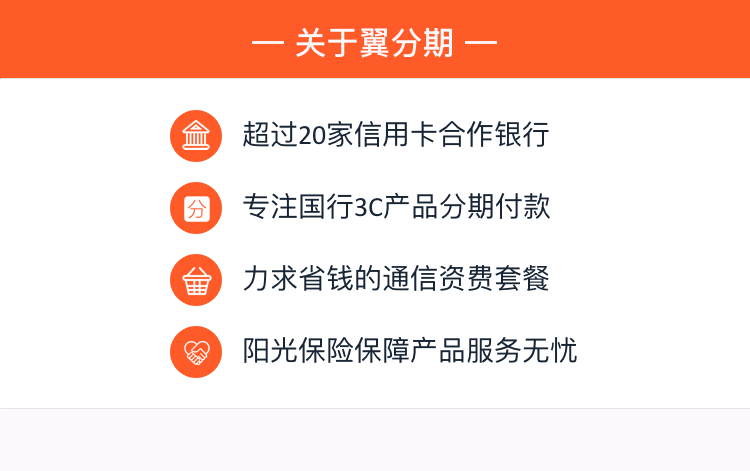 — 关于翼分期 —
超过20家信用卡合作银行
分
专注国行3C产品分期付款
力求省钱的通信资费套餐
阳光保险保障产品服务无忧